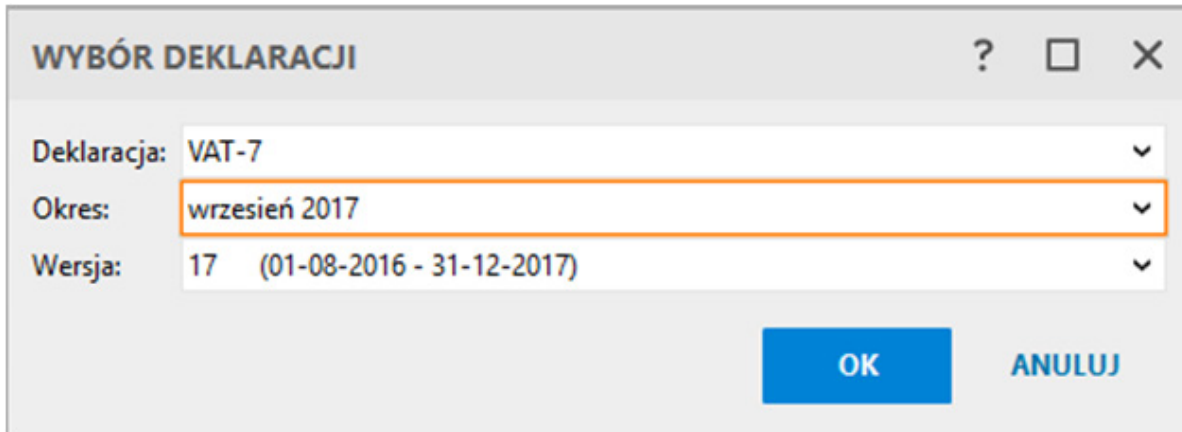 WYBÓR DEKLARACJI ?
Deklaracja: VAT-7
Okres: wrzesień 2017
Wersja: 17 (01-08-2016 - 31-12-2017)
OK ANULUJ